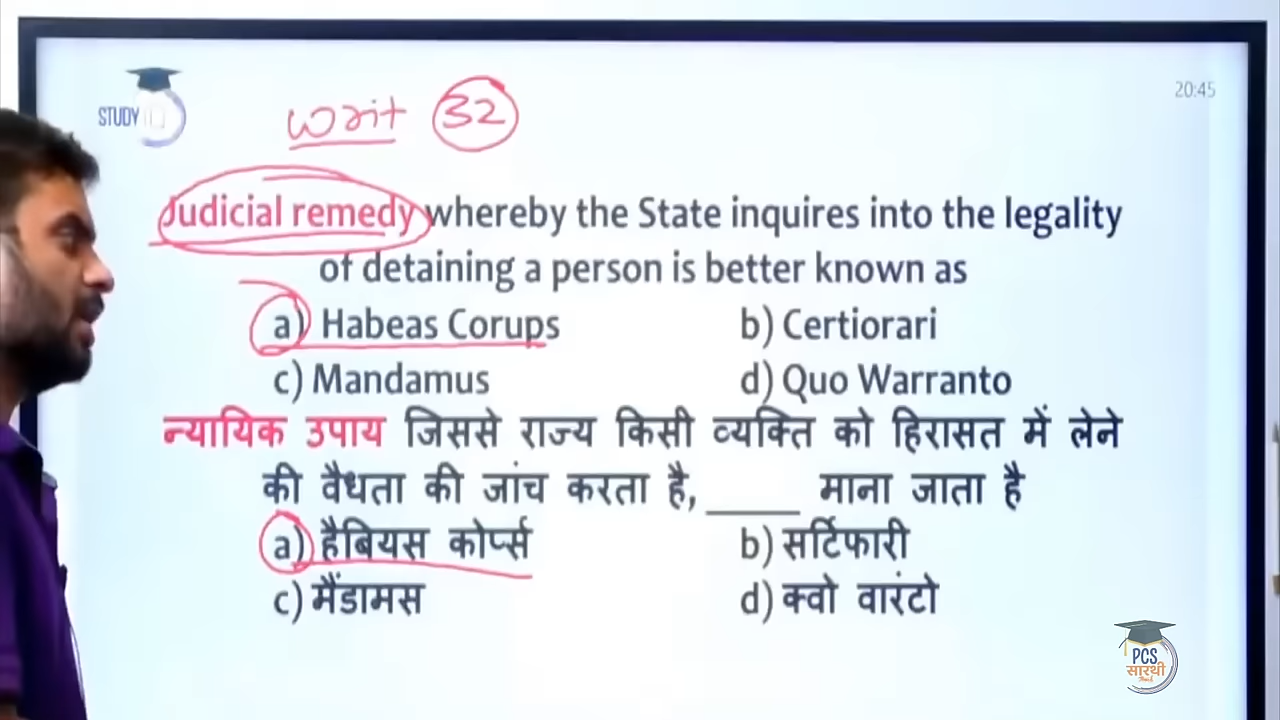 STUDY
writ 32
20:45
Judicial remedy whereby the State inquires into the legality
of detaining a person is better known as
a) Habeas Corups
b) Certiorari
c) Mandamus
d) Quo Warranto
न्यायिक उपाय जिससे राज्य किसी व्यक्ति को हिरासत में लेने
की वैधता की जांच करता है, _____ माना जाता है
a) हैबियस कोर्प्स
b) सर्टिफारी
c) मैंडामस
d) क्वो वारंटो
PCS
सारथी